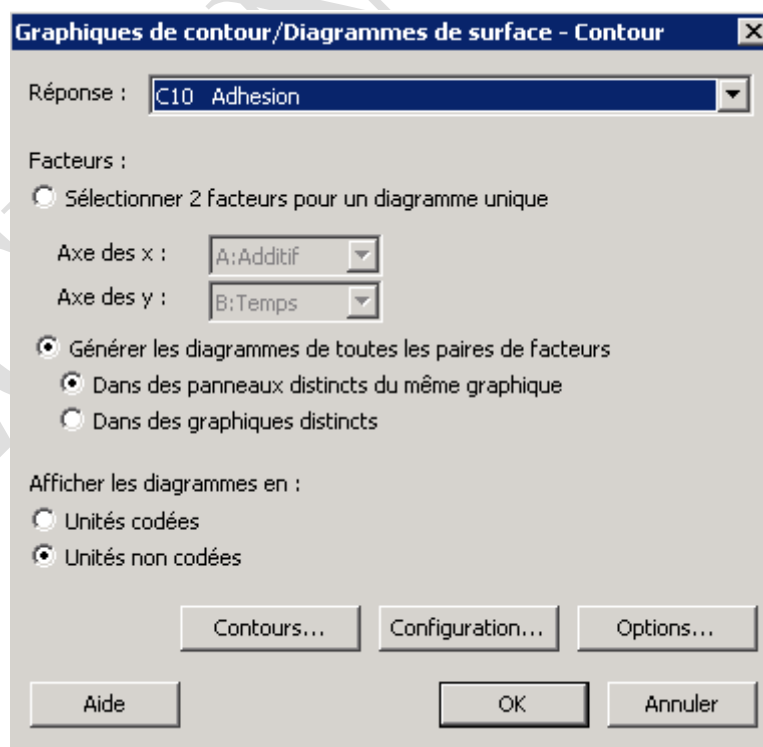 Graphiques de contour/Diagrammes de surface - Contour
Réponse : C10 Adhesion
Facteurs :
Sélectionner 2 facteurs pour un diagramme unique
Axe des x : A:Additif
Axe des y : B:Temps
Générer les diagrammes de toutes les paires de facteurs
Dans des panneaux distincts du même graphique
Dans des graphiques distincts
Afficher les diagrammes en :
Unités codées
Unités non codées
Contours... Configuration... Options...
Aide OK Annuler